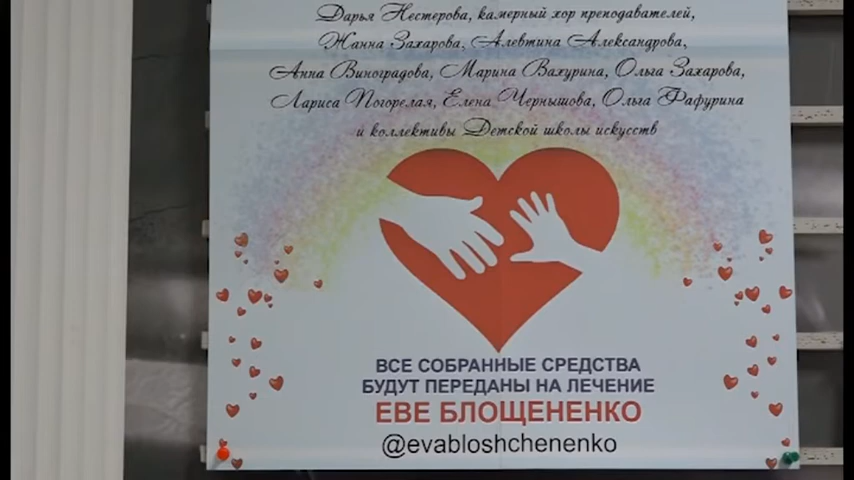 Дарья Нестерова, камерный хор преподавателей,
Жанна Захарова, Алевтина Александрова,
Анна Виноградова, Марина Вахурина, Ольга Захарова,
Лариса Погорелая, Елена Чернышова, Ольга Фафурина
и коллективы Детской школы искусств
ВСЕ СОБРАННЫЕ СРЕДСТВА
БУДУТ ПЕРЕДАНЫ НА ЛЕЧЕНИЕ
ЕВЕ БЛОЩЕНЕНКО
@evabloshchenenko